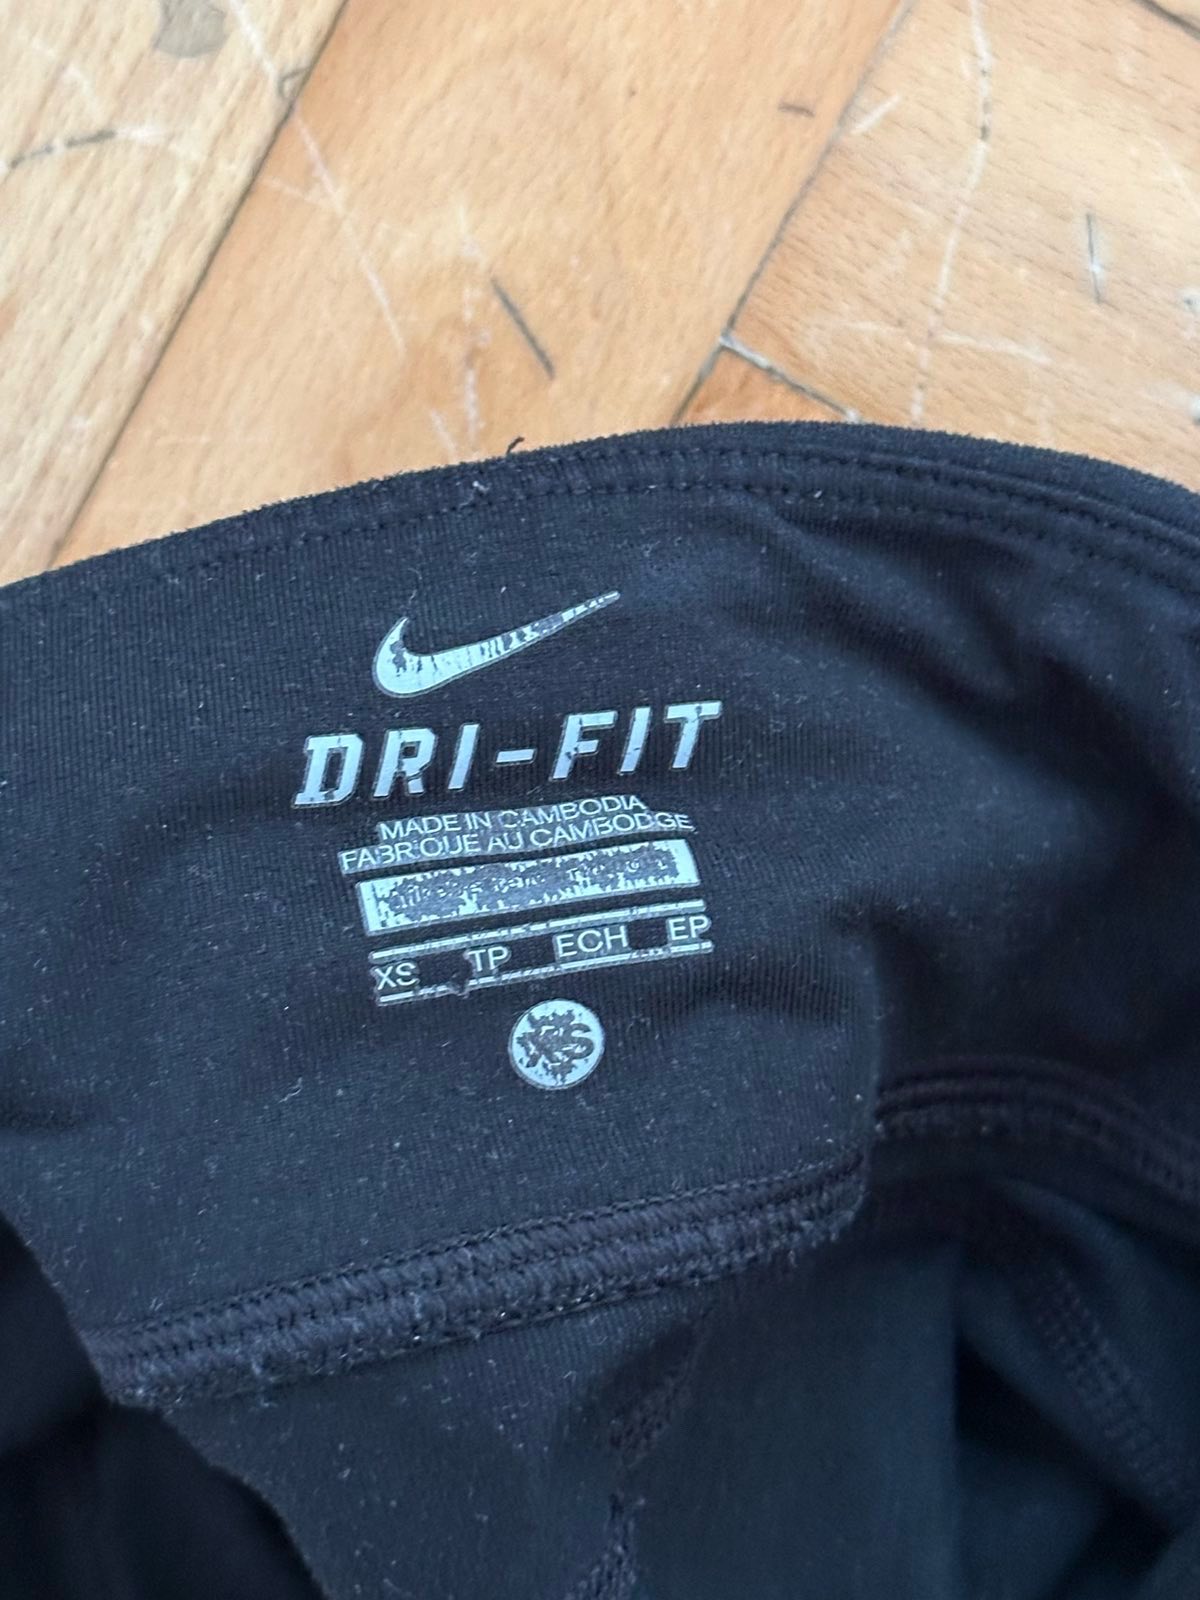 DRI-FIT
MADE IN CAMBODIA
FABRIQUE AU CAMBODGE
XS TP ECH EP
XS